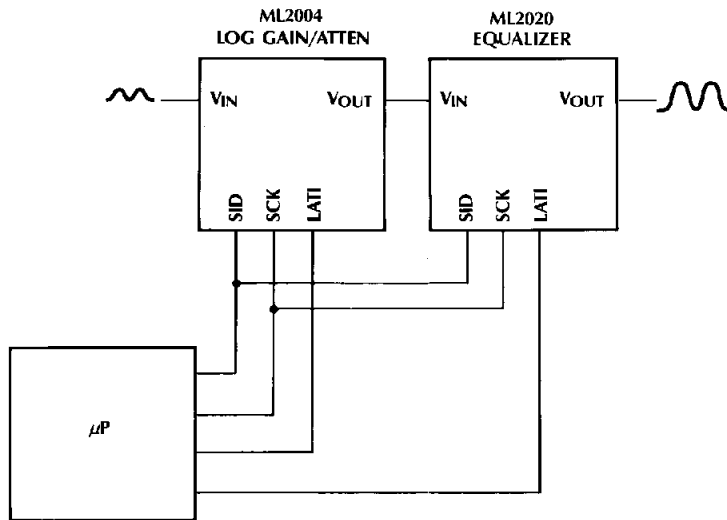 ML2004
LOG GAIN/ATTEN
ML2020
EQUALIZER
VIN
VOUT
VIN
VOUT
SID
SCK
LATI
SID
SCK
LATI
μP